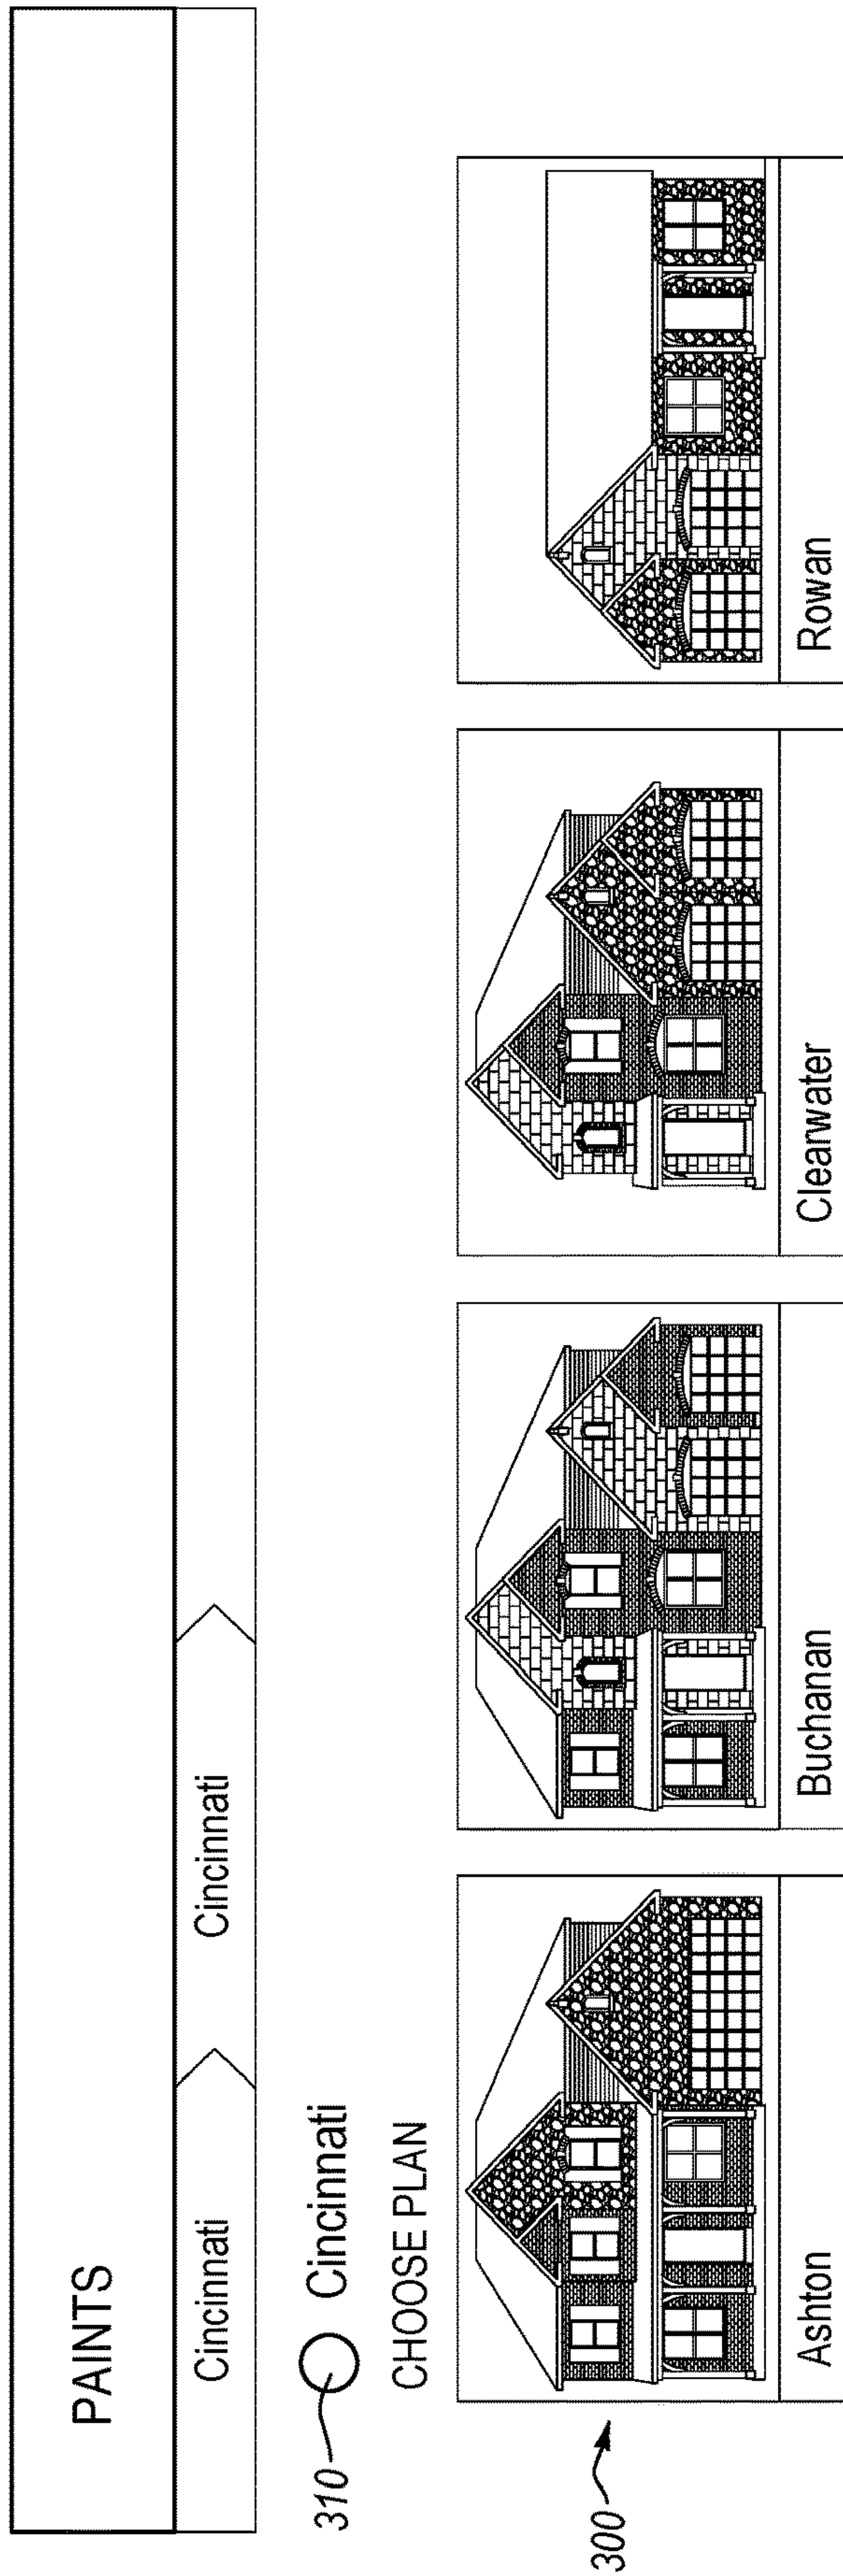 PAINTS
Cincinnati Cincinnati
310 Cincinnati
CHOOSE PLAN
300
Ashton Buchanan Clearwater Rowan